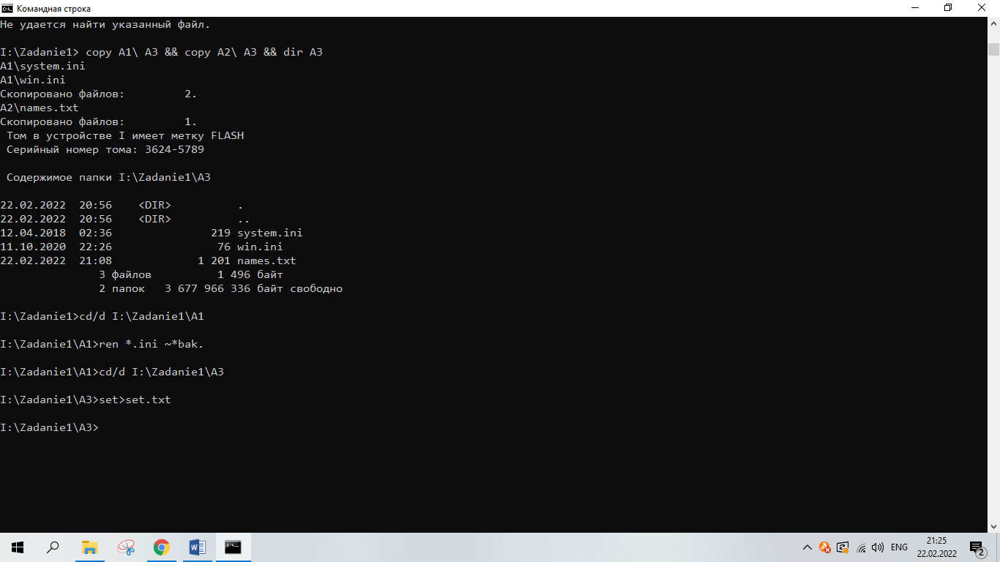 Командная строка
Не удается найти указанный файл.
I:\Zadanie1> copy A1\ A3 && copy A2\ A3 && dir A3
A1\system.ini
A1\win.ini
Скопировано файлов:         2.
A2\names.txt
Скопировано файлов:         1.
Том в устройстве I имеет метку FLASH
Серийный номер тома: 3624-5789
Содержимое папки I:\Zadanie1\A3
22.02.2022  20:56    <DIR>          .
22.02.2022  20:56    <DIR>          ..
12.04.2018  02:36               219 system.ini
11.10.2020  22:26                76 win.ini
22.02.2022  21:08             1 201 names.txt
3 файлов          1 496 байт
2 папок   3 677 966 336 байт свободно
I:\Zadanie1>cd/d I:\Zadanie1\A1
I:\Zadanie1\A1>ren *.ini ~*bak.
I:\Zadanie1\A1>cd/d I:\Zadanie1\A3
I:\Zadanie1\A3>set>set.txt
I:\Zadanie1\A3>
ENG
21:25
22.02.2022
2